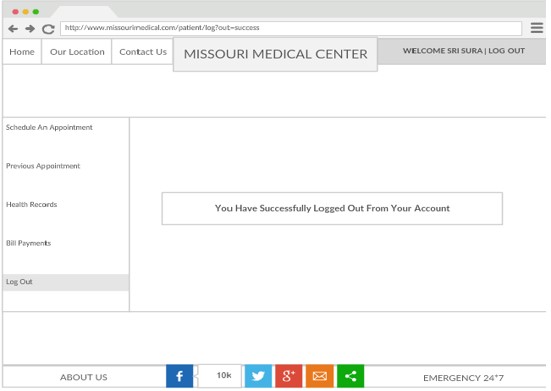 http://www.missourimedical.com/patient/log?out=success
Home
Our Location
Contact Us
MISSOURI MEDICAL CENTER
WELCOME SRI SURA | LOG OUT
Schedule An Appointment
Previous Appointment
Health Records
Bill Payments
Log Out
You Have Successfully Logged Out From Your Account
ABOUT US
f
10k
g+
EMERGENCY 24*7